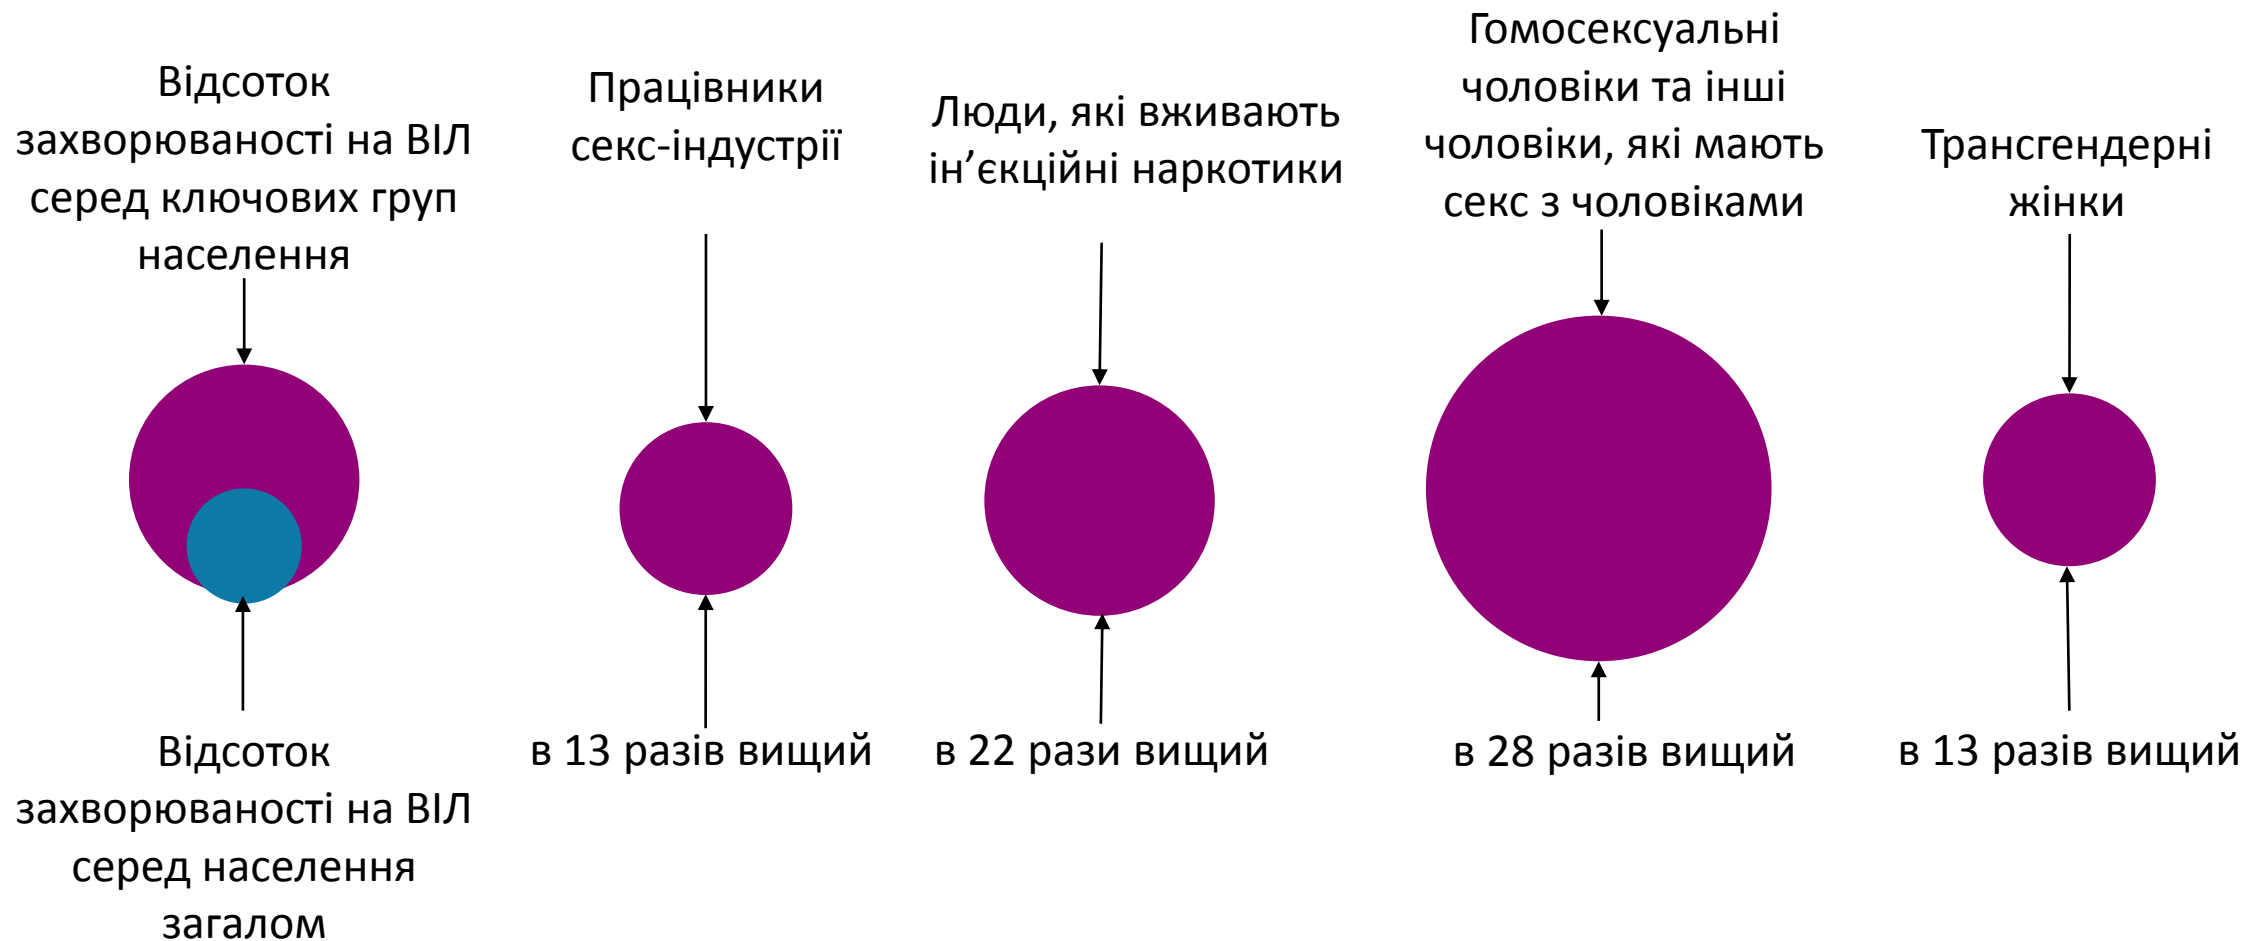 Відсоток
захворюваності на ВІЛ
серед ключових груп
населення
Відсоток
захворюваності на ВІЛ
серед населення
загалом
Працівники
секс-індустрії
в 13 разів вищий
Люди, які вживають
ін’єкційні наркотики
в 22 рази вищий
Гомосексуальні
чоловіки та інші
чоловіки, які мають
секс з чоловіками
в 28 разів вищий
Трансгендерні
жінки
в 13 разів вищий